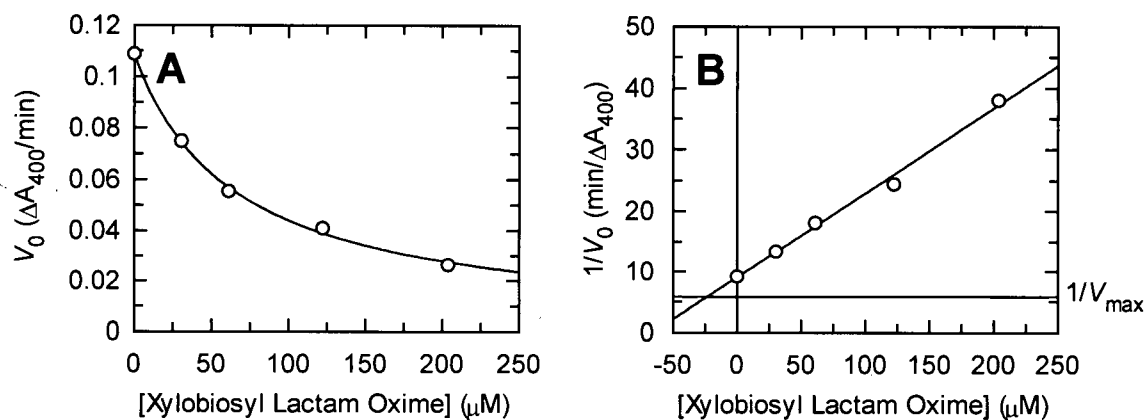 A
0.12
0.1
0.08
0.06
0.04
0.02
0
V0 (ΔA400/min)
0 50 100 150 200 250
[Xylobiosyl Lactam Oxime] (μM)
B
50
40
30
20
10
0
1/V0 (min/ΔA400)
1/Vmax
-50 0 50 100 150 200 250
[Xylobiosyl Lactam Oxime] (μM)